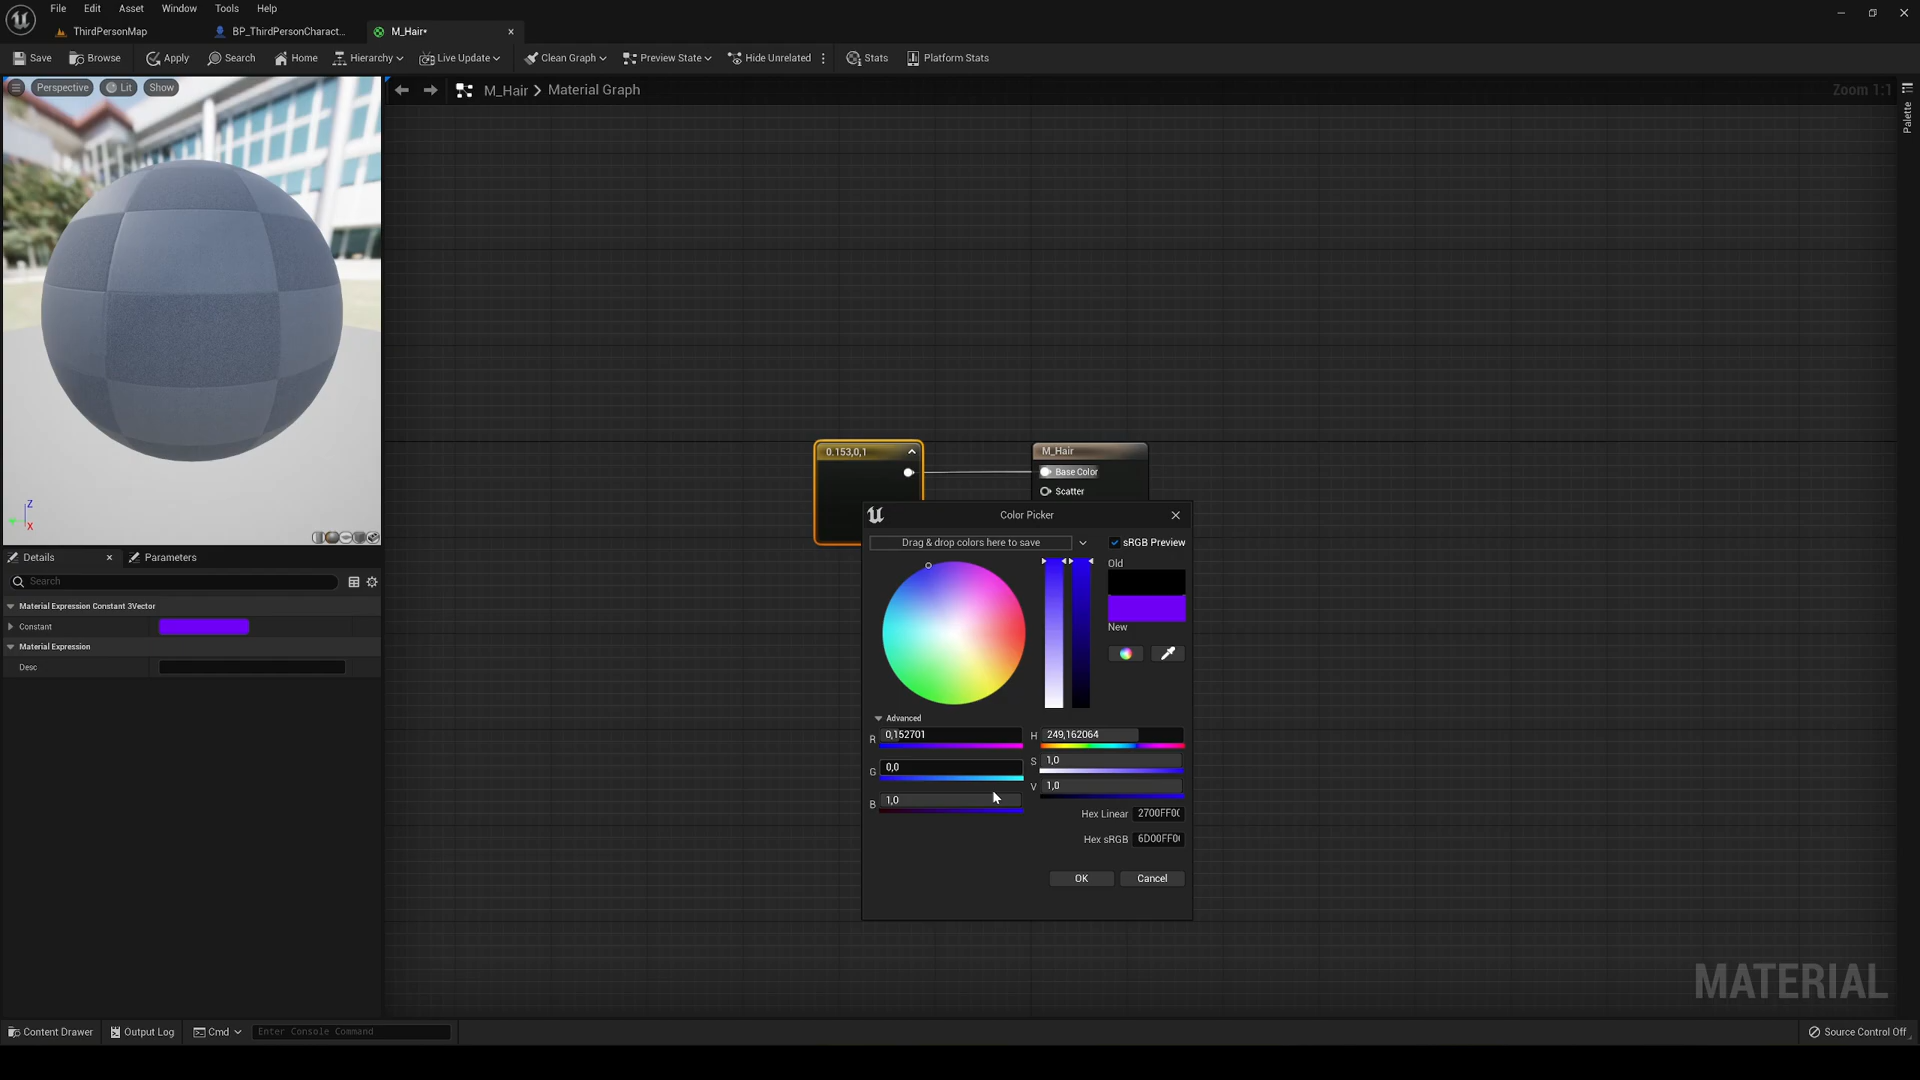 File Edit Asset Window Tools Help
ThirdPersonMap BP_ThirdPersonCharact... M_Hair*
Save Browse Apply Search Home Hierarchy Live Update Clean Graph Preview State Hide Unrelated Stats Platform Stats
Perspective Lit Show
M_Hair > Material Graph
Zoom 1:1
Palette
Z
X
Details Parameters
Search
Material Expression Constant 3Vector
Constant
Material Expression
Desc
0.153,0,1
M_Hair
Base Color
Scatter
Color Picker
Drag & drop colors here to save
sRGB Preview
Old
New
Advanced
R 0,152701
H 249,162064
G 0,0
S 1,0
B 1,0
V 1,0
Hex Linear 2700FF0
Hex sRGB 6D00FF0
OK Cancel
MATERIAL
Content Drawer Output Log Cmd Enter Console Command
Source Control Off